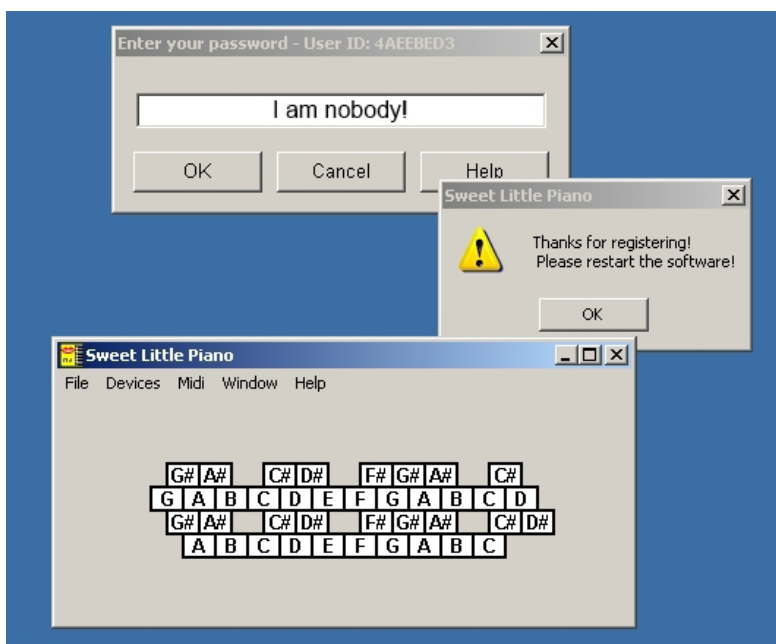 Enter your password - User ID: 4AEEBED3
I am nobody!
OK Cancel Help
Sweet Little Piano
Thanks for registering!
Please restart the software!
OK
Sweet Little Piano
File Devices Midi Window Help
G# A# C# D# F# G# A# C#
G A B C D E F G A B C D
G# A# C# D# F# G# A# C# D#
A B C D E F G A B C